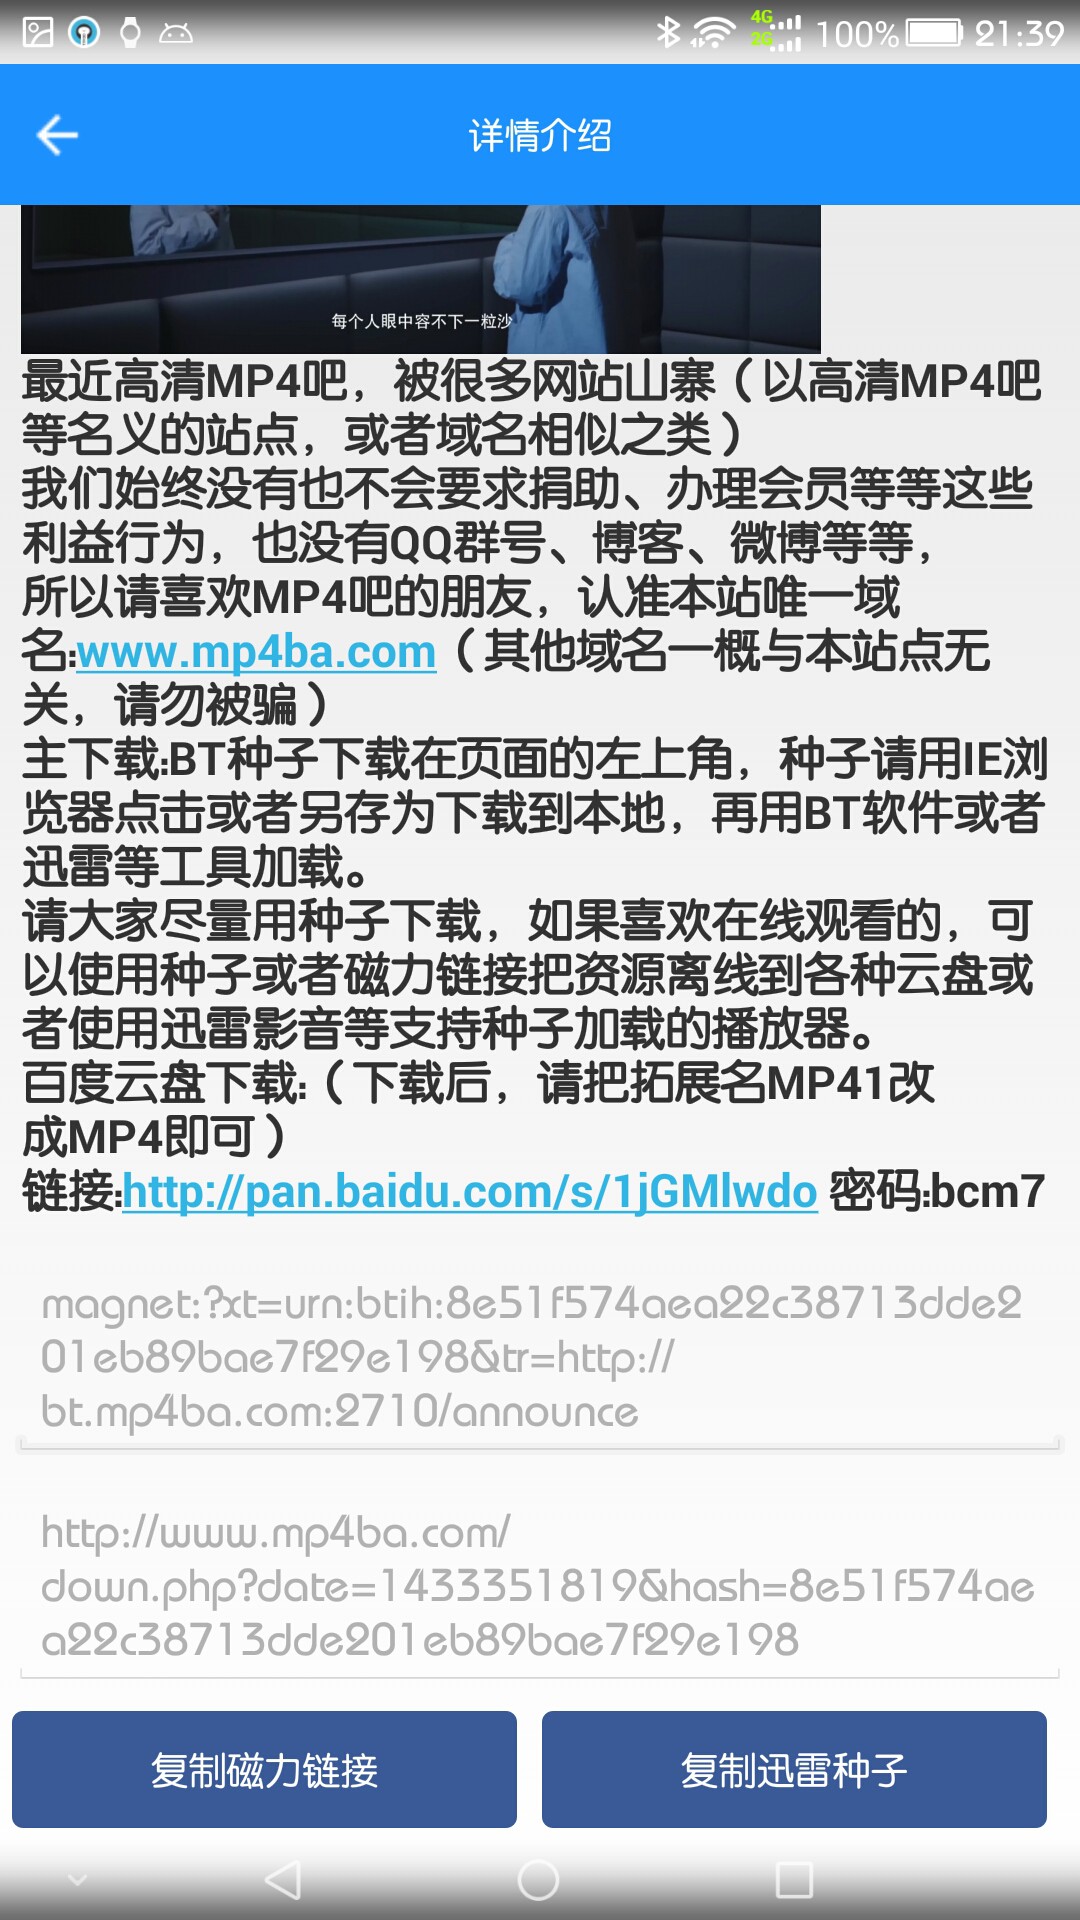 4G
2G
100%
21:39
详情介绍
每个人眼中容不下一粒沙
最近高清MP4吧，被很多网站山寨（以高清MP4吧
等名义的站点，或者域名相似之类）
我们始终没有也不会要求捐助、办理会员等等这些
利益行为，也没有QQ群号、博客、微博等等，
所以请喜欢MP4吧的朋友，认准本站唯一域
名:www.mp4ba.com（其他域名一概与本站点无
关，请勿被骗）
主下载:BT种子下载在页面的左上角，种子请用IE浏
览器点击或者另存为下载到本地，再用BT软件或者
迅雷等工具加载。
请大家尽量用种子下载，如果喜欢在线观看的，可
以使用种子或者磁力链接把资源离线到各种云盘或
者使用迅雷影音等支持种子加载的播放器。
百度云盘下载:（下载后，请把拓展名MP41改
成MP4即可）
链接:http://pan.baidu.com/s/1jGMlwdo 密码:bcm7
magnet:?xt=urn:btih:8e51f574aea22c38713dde2
01eb89bae7f29e198&tr=http://
bt.mp4ba.com:2710/announce
http://www.mp4ba.com/
down.php?date=1433351819&hash=8e51f574ae
a22c38713dde201eb89bae7f29e198
复制磁力链接
复制迅雷种子